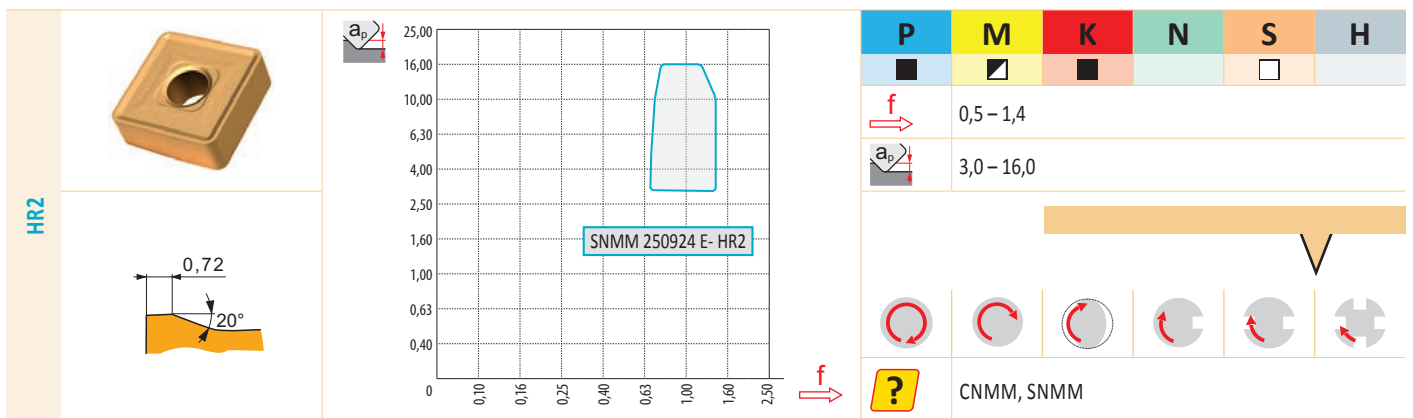 HR2
0,72
20°
aₚ
25,00
16,00
10,00
6,30
4,00
2,50
1,60
1,00
0,63
0,40
0
0,10
0,16
0,25
0,40
0,63
1,00
1,60
2,50
f
SNMM 250924 E- HR2
P M K N S H
f 0,5 – 1,4
aₚ 3,0 – 16,0
? CNMM, SNMM